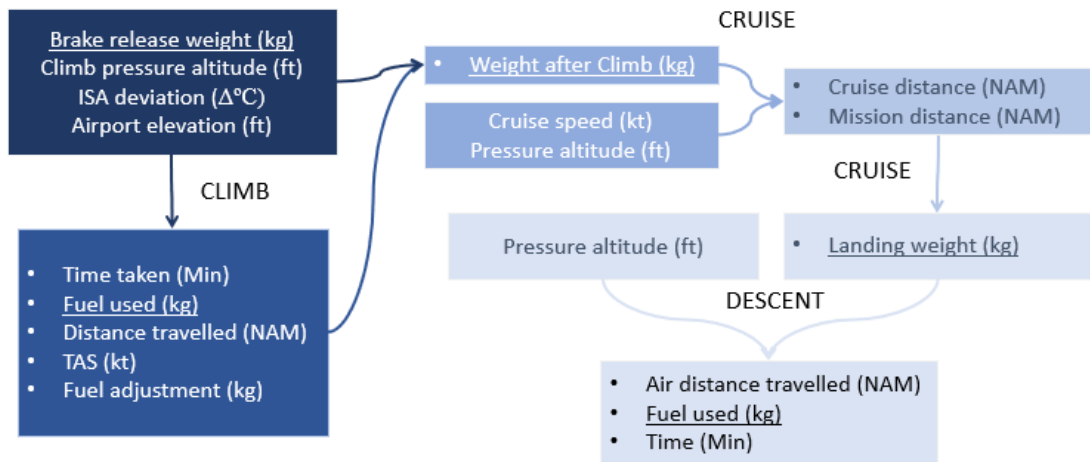 Brake release weight (kg)
Climb pressure altitude (ft)
ISA deviation (Δ℃)
Airport elevation (ft)
CLIMB
• Time taken (Min)
• Fuel used (kg)
• Distance travelled (NAM)
• TAS (kt)
• Fuel adjustment (kg)
CRUISE
• Weight after Climb (kg)
Cruise speed (kt)
Pressure altitude (ft)
• Cruise distance (NAM)
• Mission distance (NAM)
CRUISE
Pressure altitude (ft)
• Landing weight (kg)
DESCENT
• Air distance travelled (NAM)
• Fuel used (kg)
• Time (Min)